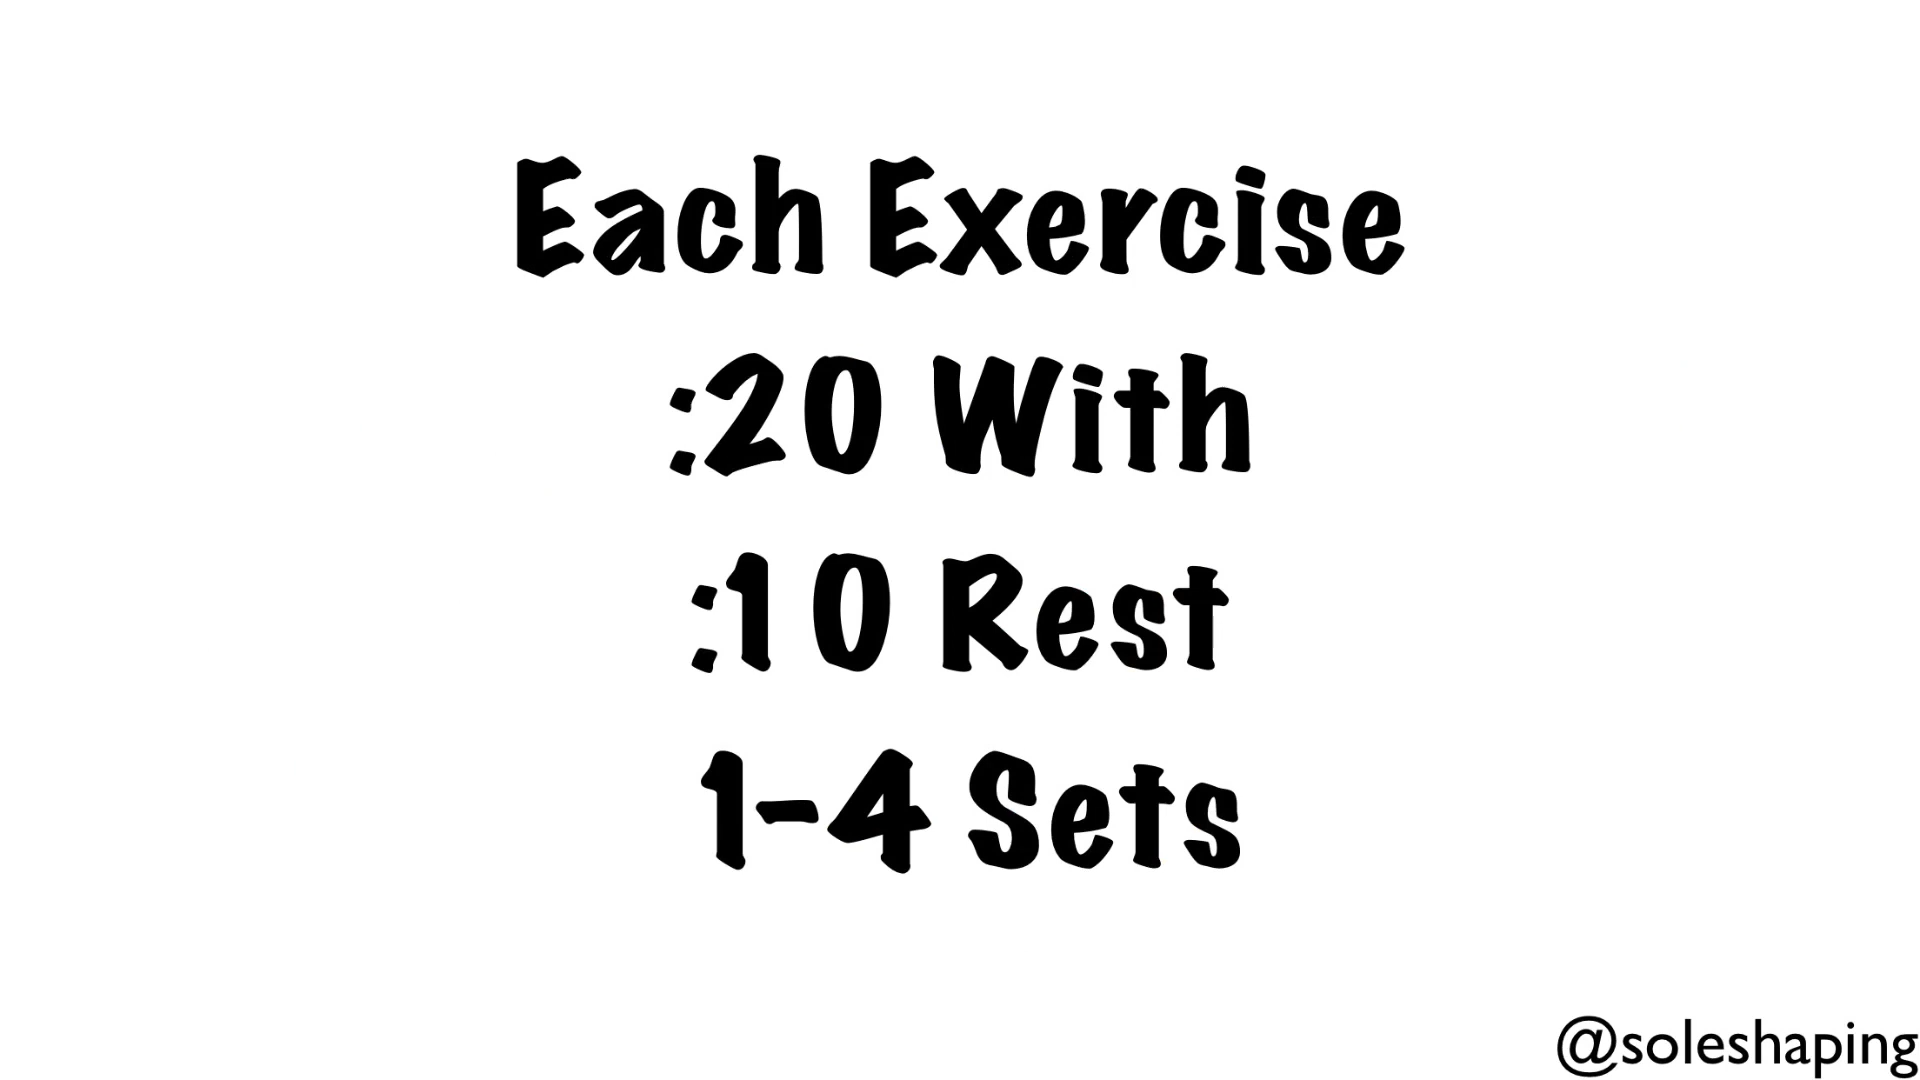 Each Exercise
:20 With
:10 Rest
1-4 Sets
@soleshaping